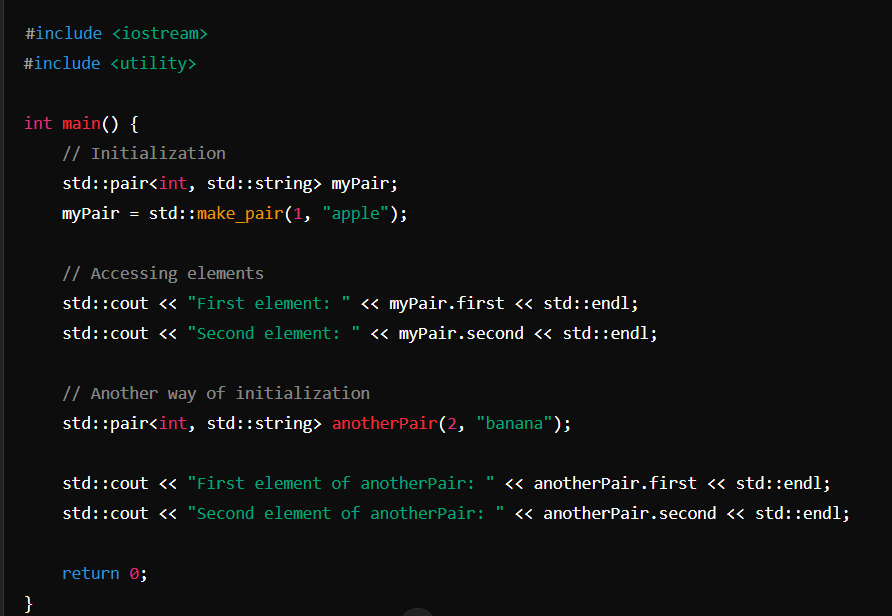 #include <iostream>
#include <utility>
int main() {
    // Initialization
    std::pair<int, std::string> myPair;
    myPair = std::make_pair(1, "apple");
    // Accessing elements
    std::cout << "First element: " << myPair.first << std::endl;
    std::cout << "Second element: " << myPair.second << std::endl;
    // Another way of initialization
    std::pair<int, std::string> anotherPair(2, "banana");
    std::cout << "First element of anotherPair: " << anotherPair.first << std::endl;
    std::cout << "Second element of anotherPair: " << anotherPair.second << std::endl;
    return 0;
}